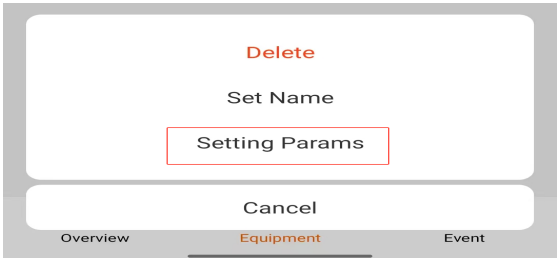 Delete
Set Name
Setting Params
Cancel
Overview Equipment Event